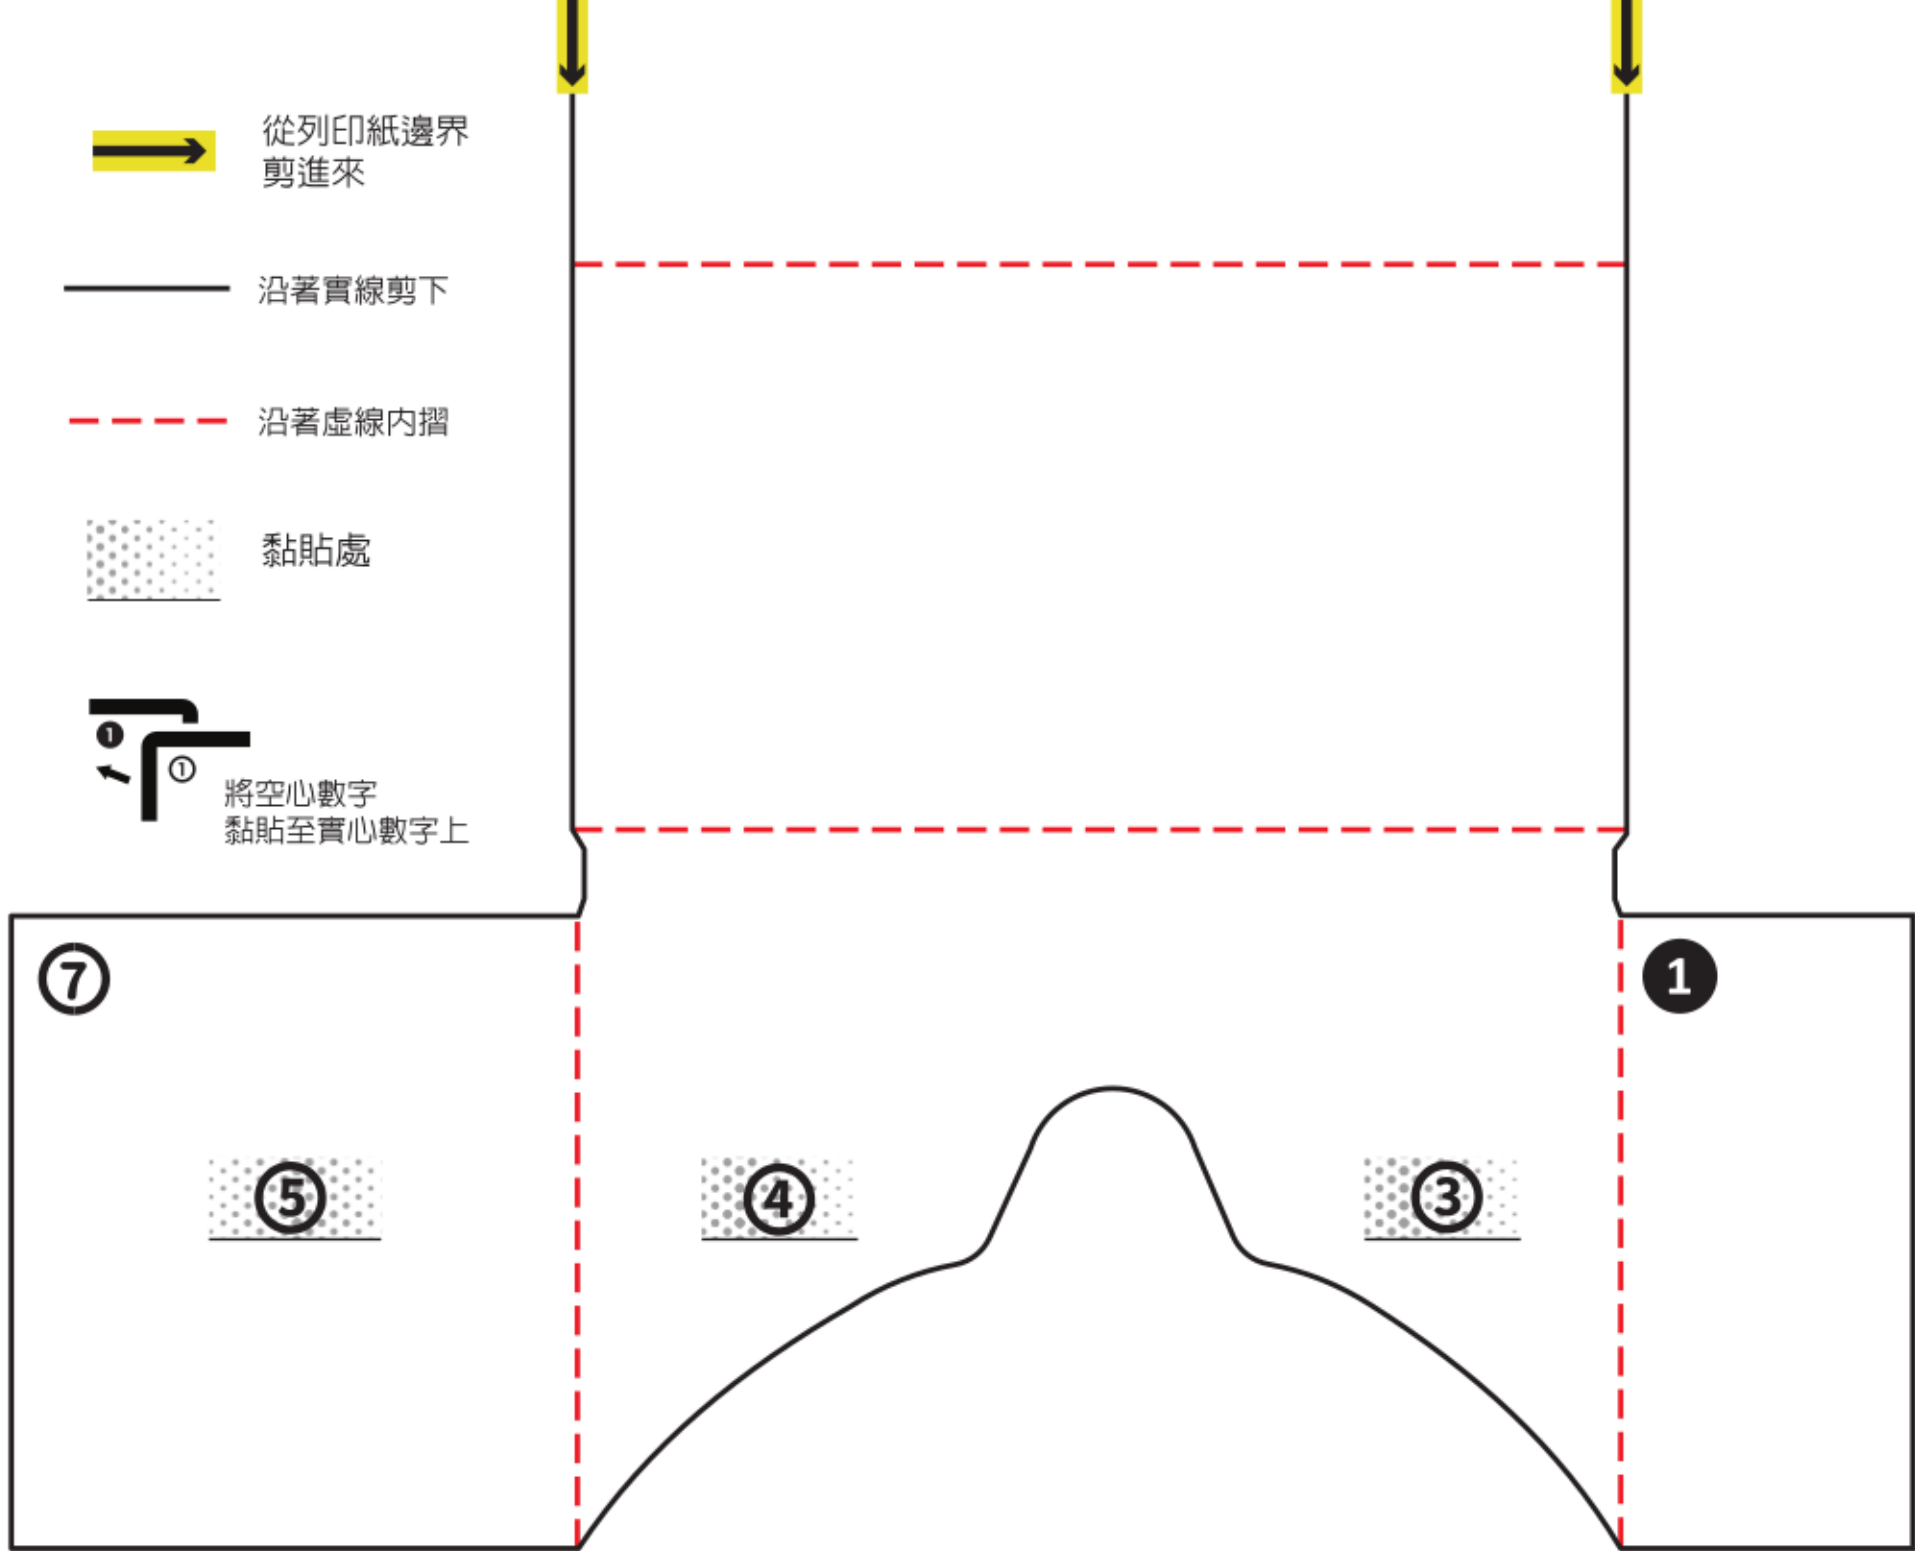 從列印紙邊界
剪進來
沿著實線剪下
沿著虛線內摺
黏貼處
❶
①
將空心數字
黏貼至實心數字上
⑦
❶
⑤
④
③